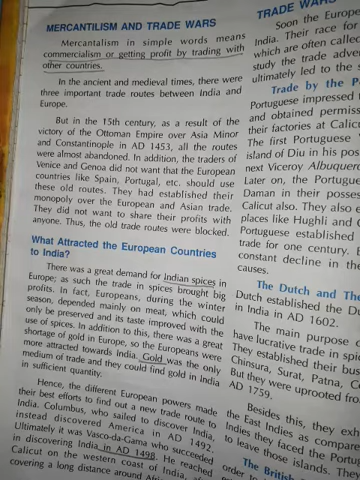 MERCANTILISM AND TRADE WARS
Mercantalism in simple words means
commercialism or getting profit by trading with
other countries.
In the ancient and medieval times, there were
three important trade routes between India and
Europe.
But in the 15th century, as a result of the
victory of the Ottoman Empire over Asia Minor
and Constantinople in AD 1453, all the routes
were almost abandoned. In addition, the traders of
Venice and Genoa did not want that the European
countries like Spain, Portugal, etc. should use
these old routes. They had established their
monopoly over the European and Asian trade.
They did not want to share their profits with
anyone. Thus, the old trade routes were blocked.
What Attracted the European Countries
to India?
There was a great demand for Indian spices in
Europe; as such the trade in spices brought big
profits. In fact, Europeans, during the winter
season, depended mainly on meat, which could
only be preserved and its taste improved with the
use of spices. In addition to this, there was a great
shortage of gold in Europe, so the Europeans were
more attracted towards India. Gold was the only
medium of trade and they could find gold in India
in sufficient quantity.
Hence, the different European powers made
their best efforts to find out a new trade route to
India. Columbus, who sailed to discover India,
instead discovered America in AD 1492.
Ultimately it was Vasco-da-Gama who succeeded
in discovering India in AD 1498. He reached
Calicut on the western coast of India,
covering a long distance around
TRADE WARS
Soon the Europe
India. Their race for
which are often called
study the trade adve
ultimately led to the
Trade by the P
Portuguese impressed
and obtained permiss
their factories at Calicu
The first Portuguese
island of Diu in his pos
next Viceroy Albuquerq
Later on, the Portugue
Daman in their posses
Calicut also. They also e
places like Hughli and
Portuguese established
trade for one century.
constant decline in the
causes.
The Dutch and Th
Dutch established the Du
in India in AD 1602.
The main purpose
have lucrative trade in spi
They established their bus
Chinsura, Surat, Patna, C
But they were uprooted fro
AD 1759.
Besides this, they exh
the East Indies as compare
Indies they faced the Portug
to leave those islands. They
The British
order to